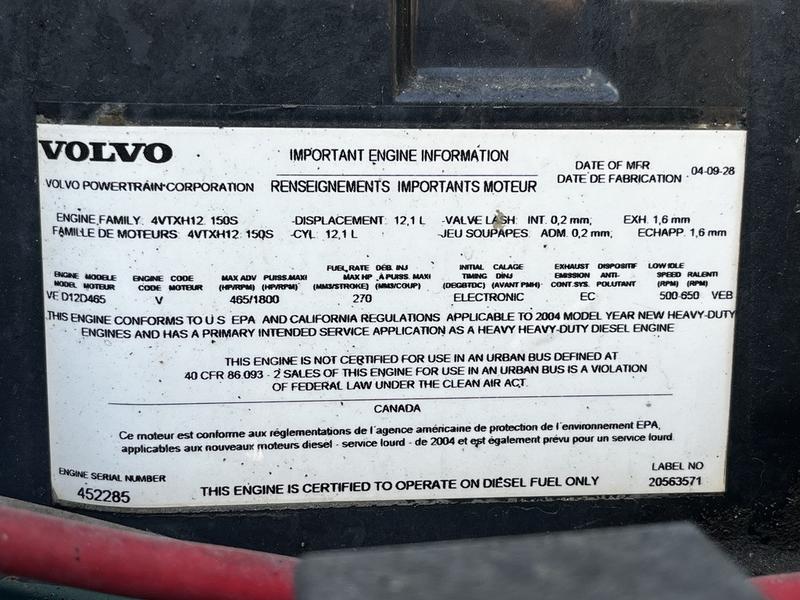 VOLVO
IMPORTANT ENGINE INFORMATION
DATE OF MFR
DATE DE FABRICATION 04-09-28
VOLVO POWERTRAIN CORPORATION
RENSEIGNEMENTS IMPORTANTS MOTEUR
ENGINE FAMILY: 4VTXH12. 150S -DISPLACEMENT: 12,1 L -VALVE LASH: INT. 0,2 mm, EXH. 1,6 mm
FAMILLE DE MOTEURS: 4VTXH12. 150S -CYL: 12,1 L -JEU SOUPAPES: ADM. 0,2 mm, ECHAPP. 1,6 mm
ENGINE MODELE ENGINE CODE MAX ADV PUISS.MAXI FUEL RATE DÉB. INJ INITIAL CALAGE EXHAUST DISPOSITIF LOW IDLE
MODEL MOTEUR CODE MOTEUR (HP/RPM) (HP/RPM) MAX HP À PUISS. MAXI TIMING D'INJ EMISSION ANTI- SPEED RALENTI
(MM3/STROKE) (MM3/COUP) (DEGBTDC) (AVANT PMH) CONT.SYS. POLLUTANT (RPM) (RPM)
VE D12D465 V 465/1800 270 ELECTRONIC EC 500-650 VEB
THIS ENGINE CONFORMS TO U S EPA AND CALIFORNIA REGULATIONS APPLICABLE TO 2004 MODEL YEAR NEW HEAVY-DUTY
ENGINES AND HAS A PRIMARY INTENDED SERVICE APPLICATION AS A HEAVY HEAVY-DUTY DIESEL ENGINE
THIS ENGINE IS NOT CERTIFIED FOR USE IN AN URBAN BUS DEFINED AT
40 CFR 86.093 - 2 SALES OF THIS ENGINE FOR USE IN AN URBAN BUS IS A VIOLATION
OF FEDERAL LAW UNDER THE CLEAN AIR ACT.
CANADA
Ce moteur est conforme aux réglementations de l'agence américaine de protection de l'environnement EPA,
applicables aux nouveaux moteurs diesel - service lourd - de 2004 et est également prévu pour un service lourd.
ENGINE SERIAL NUMBER
452285
THIS ENGINE IS CERTIFIED TO OPERATE ON DIESEL FUEL ONLY
LABEL NO
20563571